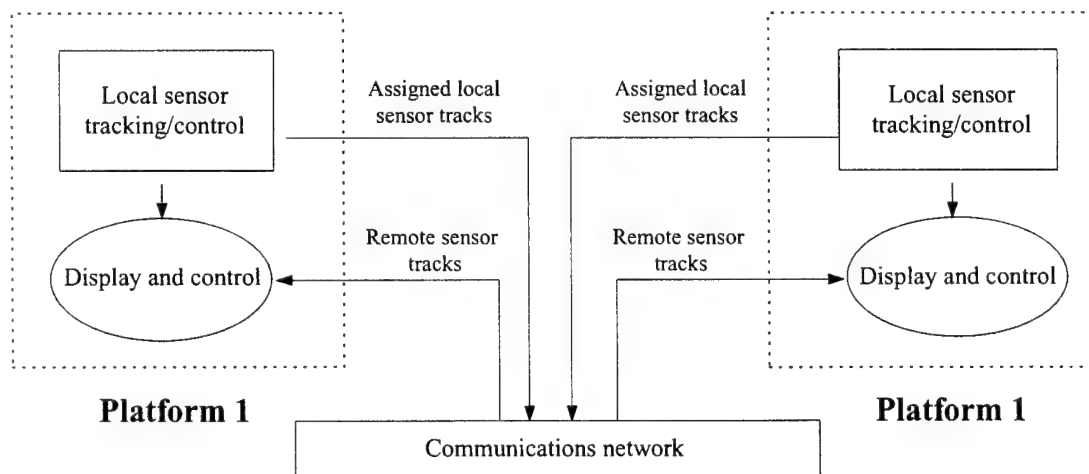 Local sensor
tracking/control
Assigned local
sensor tracks
Assigned local
sensor tracks
Local sensor
tracking/control
Display and control
Remote sensor
tracks
Remote sensor
tracks
Display and control
Platform 1
Platform 1
Communications network